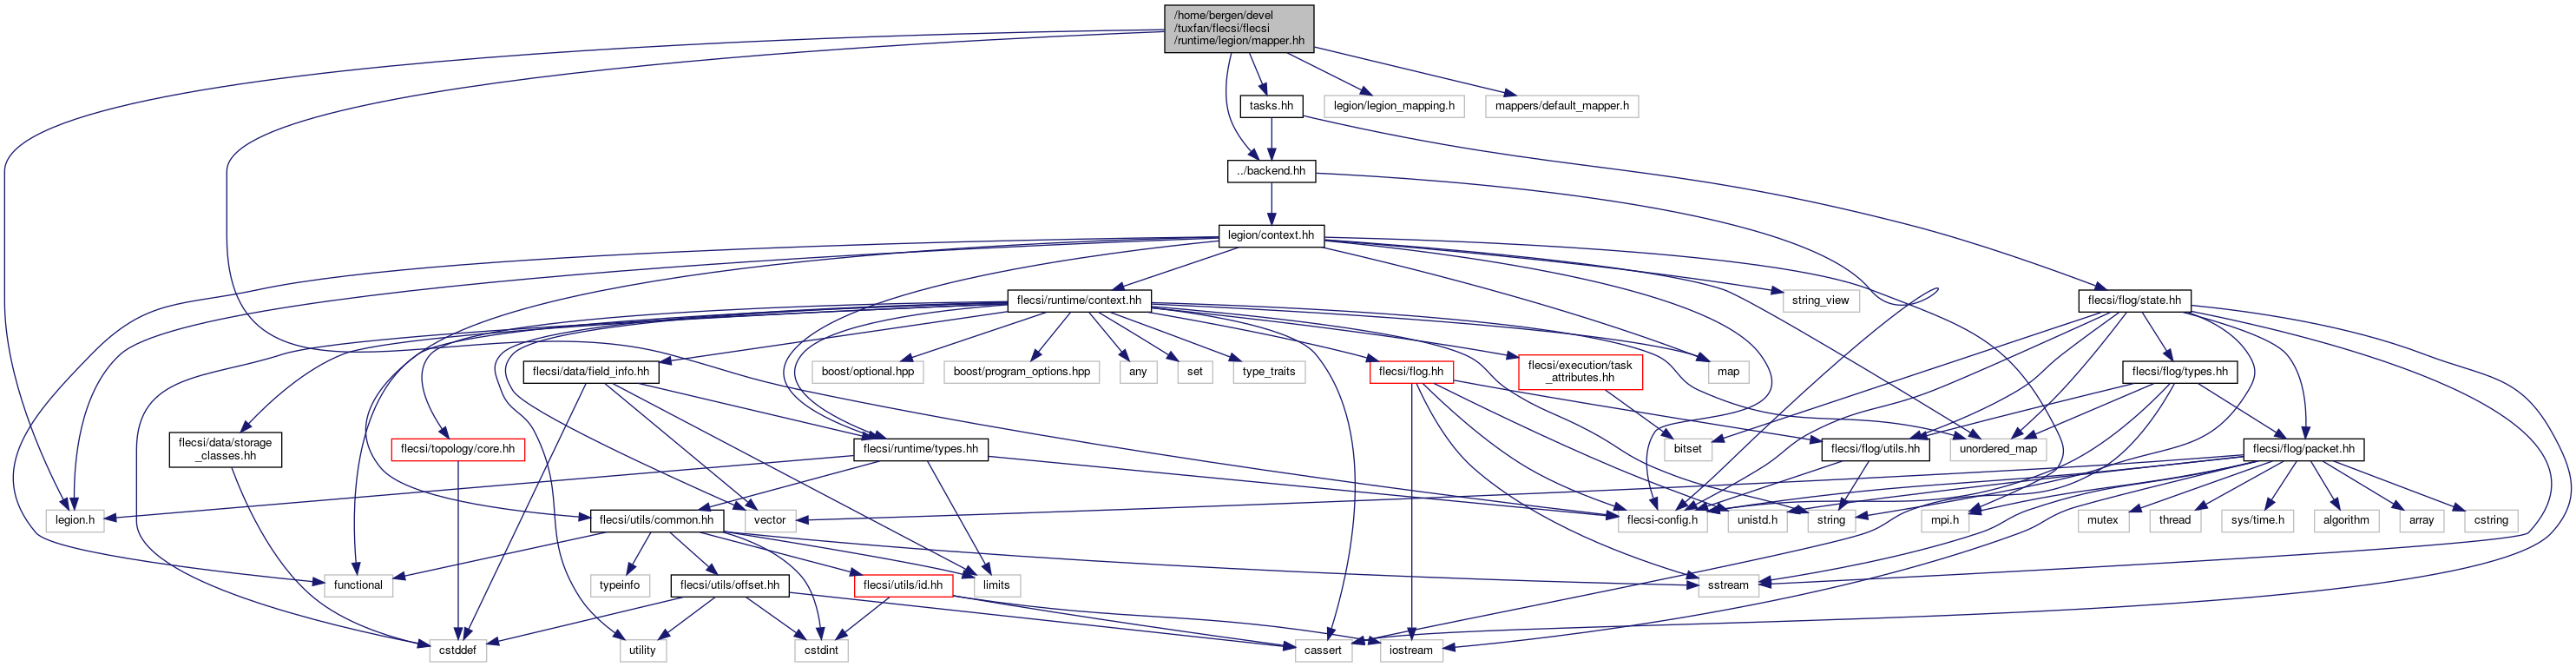 /home/bergen/devel
/tuxfan/flecsi/flecsi
/runtime/legion/mapper.hh
tasks.hh
legion/legion_mapping.h
mappers/default_mapper.h
../backend.hh
legion/context.hh
flecsi/runtime/context.hh
string_view
flecsi/flog/state.hh
flecsi/data/field_info.hh
boost/optional.hpp
boost/program_options.hpp
any
set
type_traits
flecsi/flog.hh
flecsi/execution/task
_attributes.hh
map
flecsi/flog/types.hh
flecsi/data/storage
_classes.hh
flecsi/topology/core.hh
flecsi/runtime/types.hh
bitset
flecsi/flog/utils.hh
unordered_map
flecsi/flog/packet.hh
legion.h
flecsi/utils/common.hh
vector
flecsi-config.h
unistd.h
string
mpi.h
mutex
thread
sys/time.h
algorithm
array
cstring
functional
typeinfo
flecsi/utils/offset.hh
flecsi/utils/id.hh
limits
sstream
cstddef
utility
cstdint
cassert
iostream